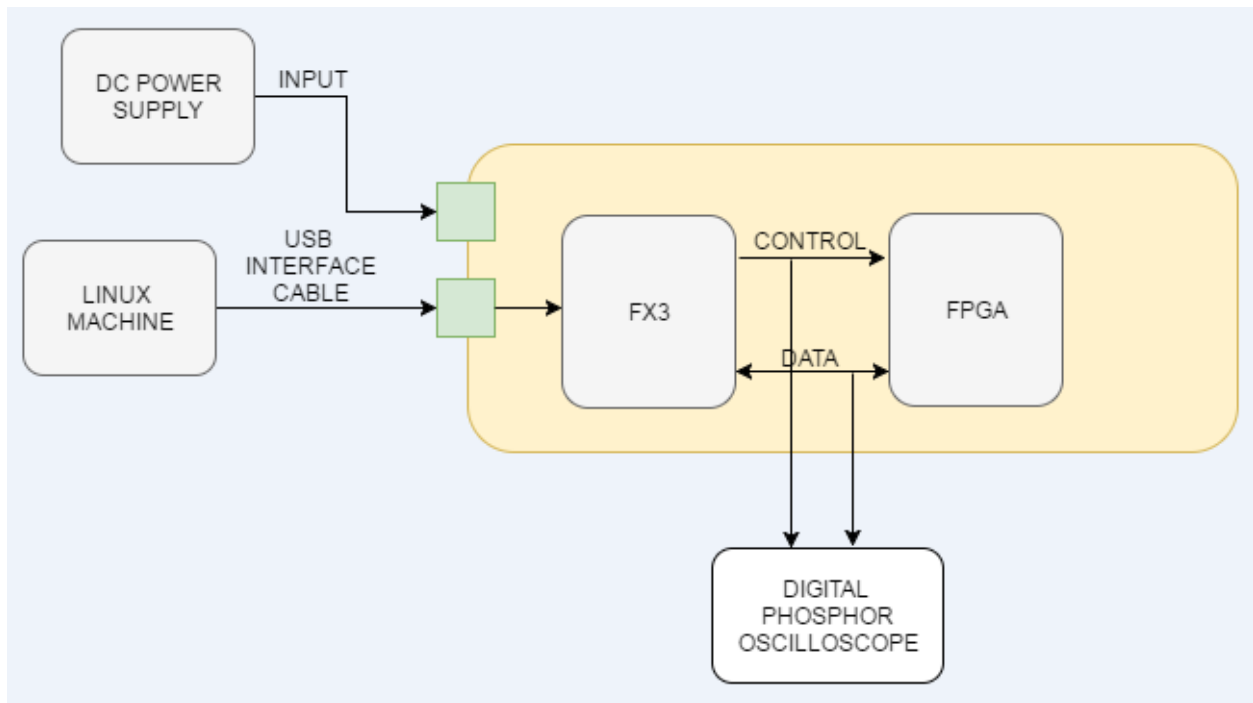 DC POWER
SUPPLY
INPUT
LINUX
MACHINE
USB
INTERFACE
CABLE
FX3
CONTROL
DATA
FPGA
DIGITAL
PHOSPHOR
OSCILLOSCOPE